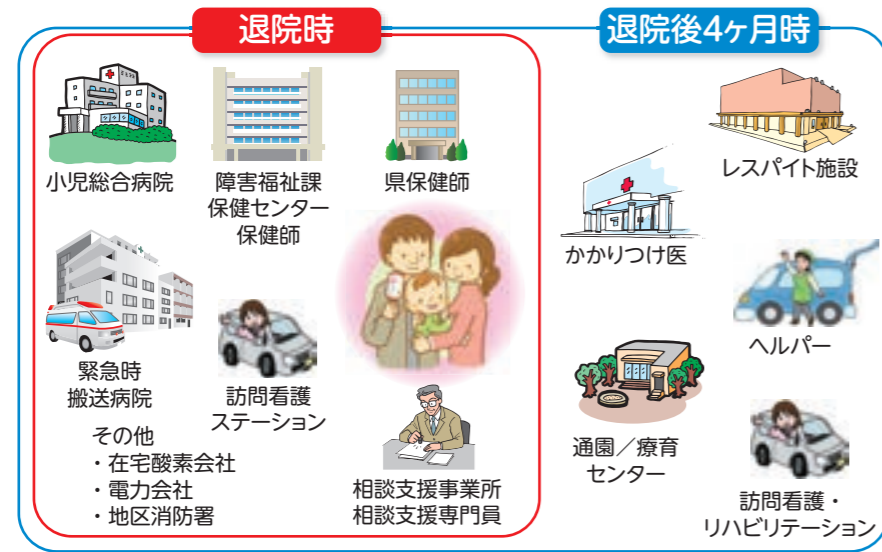 退院時
退院後4ヶ月時
小児総合病院
障害福祉課
保健センター
保健師
県保健師
緊急時
搬送病院
訪問看護
ステーション
その他
・在宅酸素会社
・電力会社
・地区消防署
相談支援事業所
相談支援専門員
レスパイト施設
かかりつけ医
ヘルパー
通園／療育
センター
訪問看護・
リハビリテーション